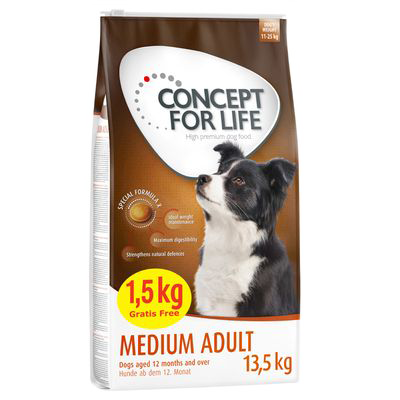 DOG'S
WEIGHT
11-25 kg
CONCEPT
FOR LIFE
High premium dog food
SPECIAL FORMULA X
Ideal weight
maintenance
Maximum digestibility
Strengthens natural defences
1,5 kg
Gratis Free
MEDIUM ADULT
13,5 kg
Dogs aged 12 months and over
Hunde ab dem 12. Monat